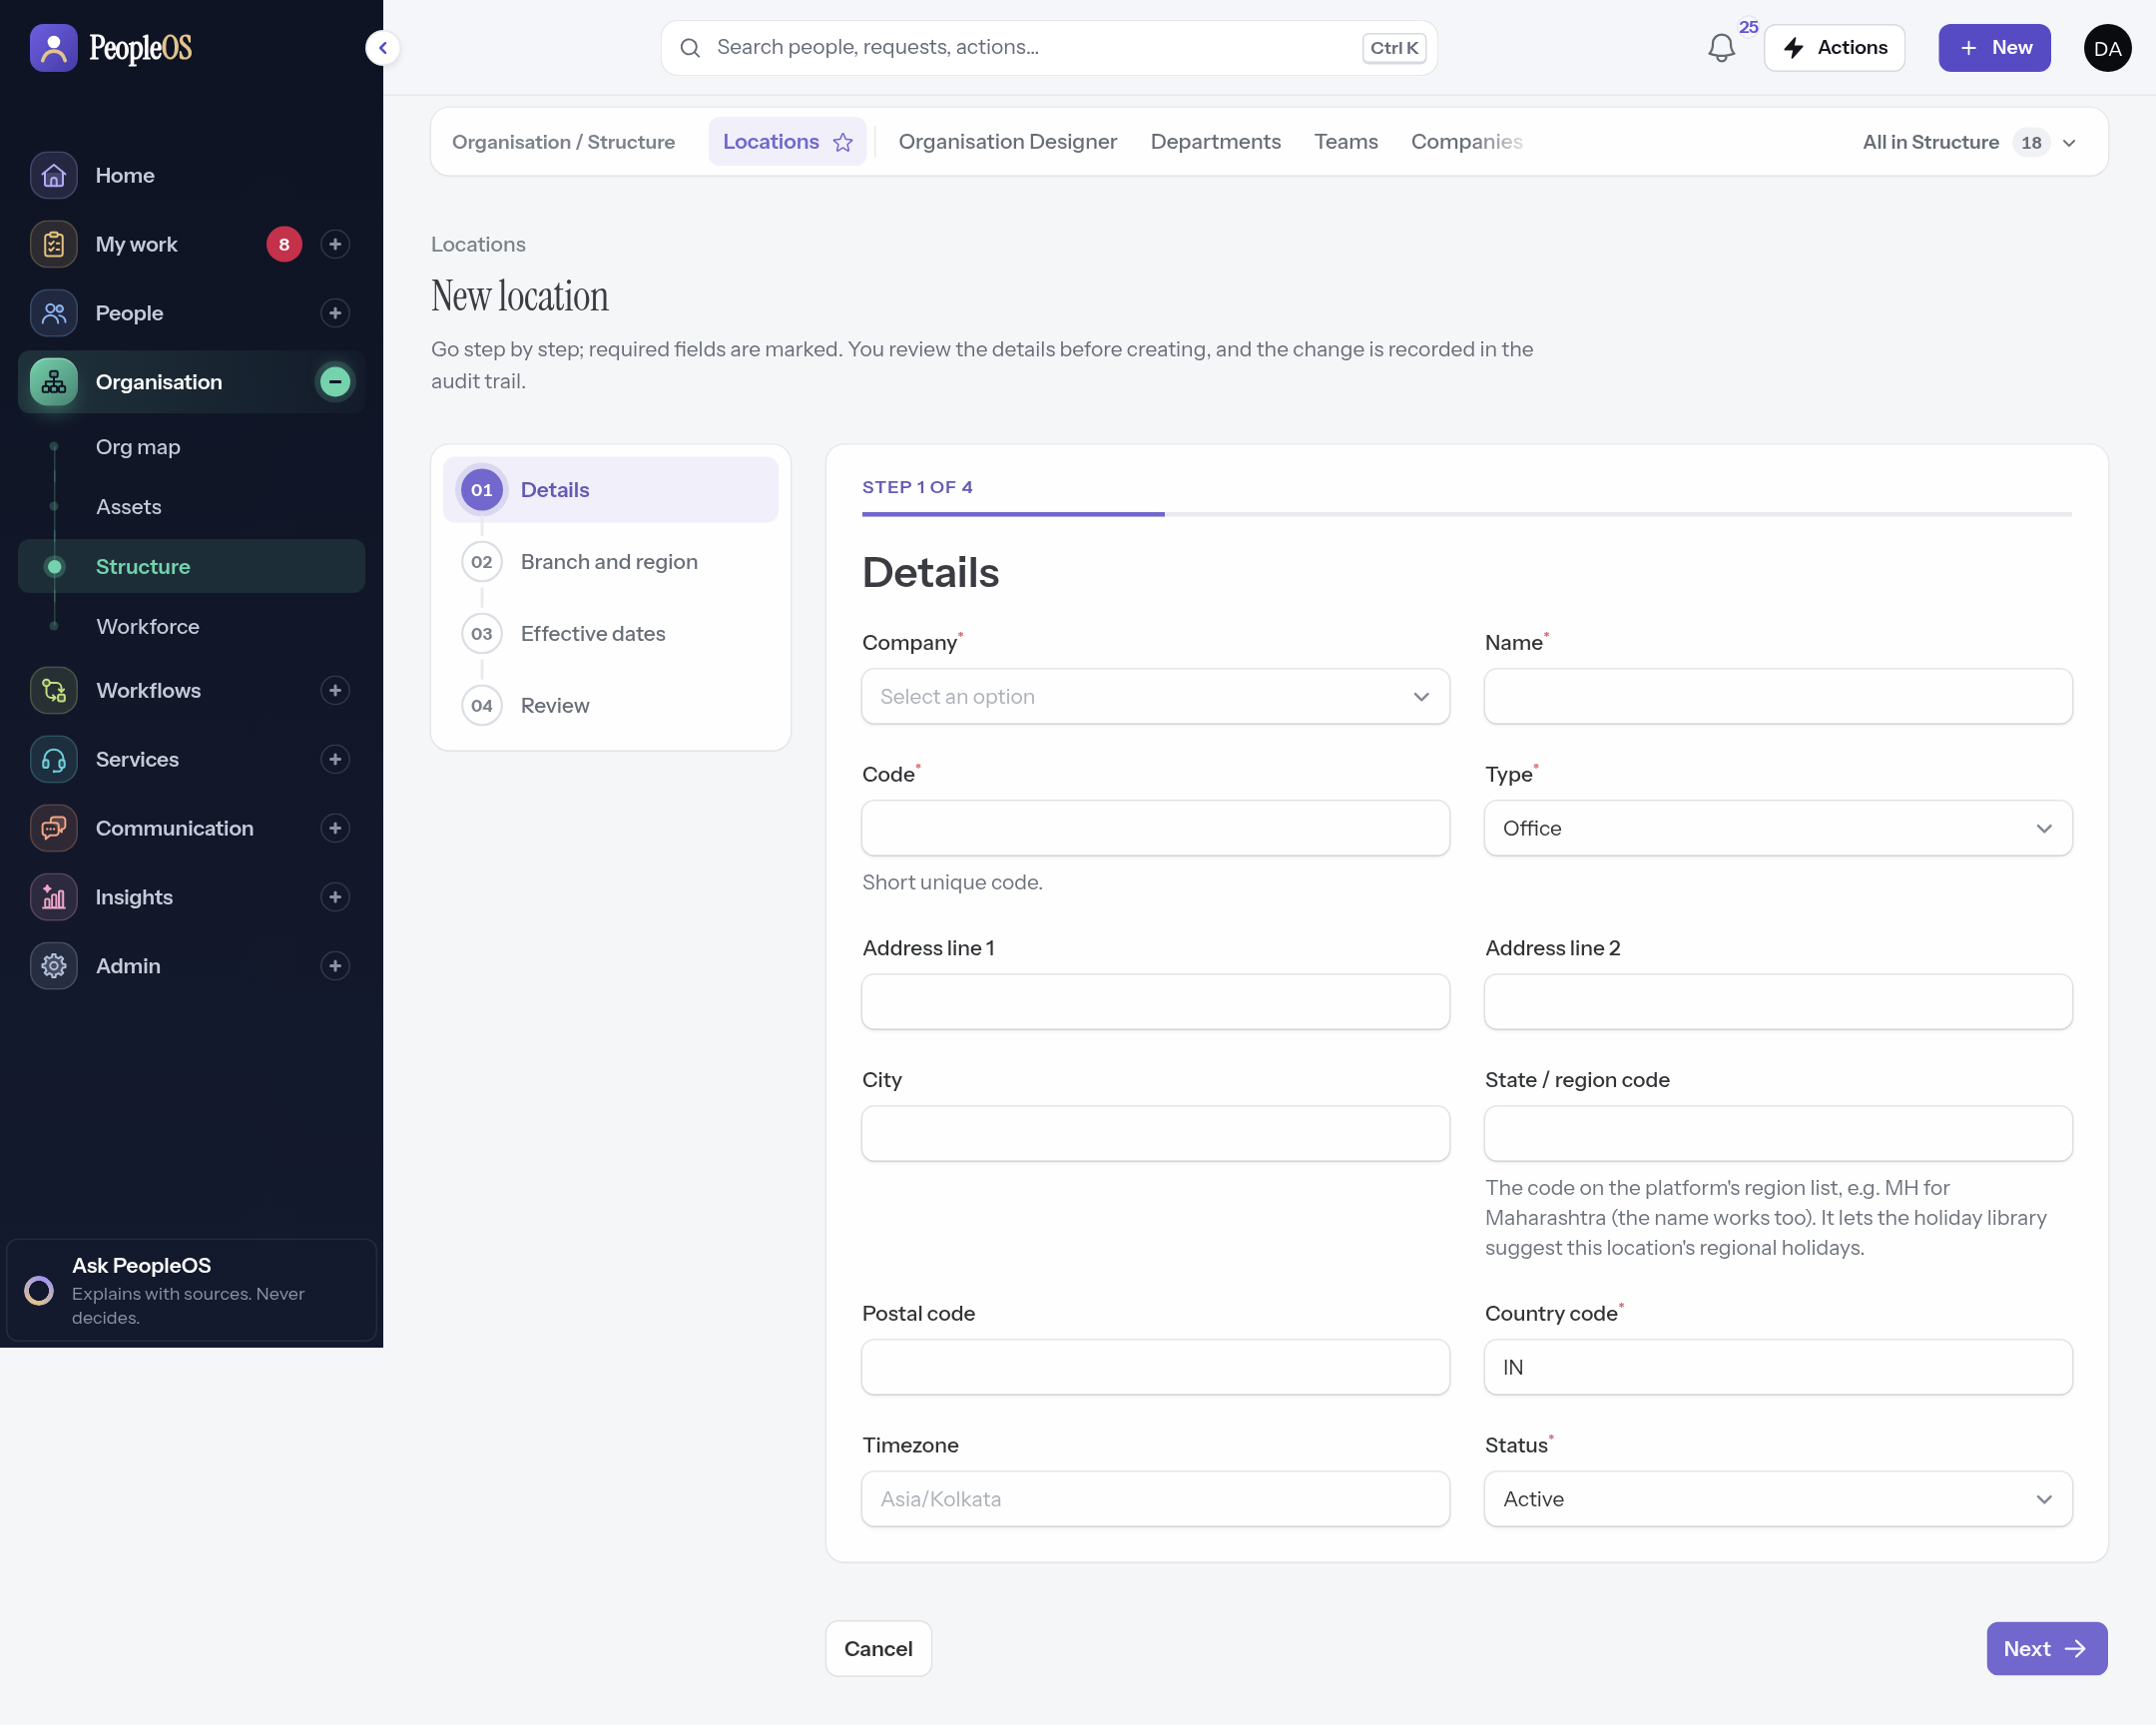 PeopleOS
Search people, requests, actions...
Ctrl K
25
Actions
New
DA
Home
My work
8
People
Organisation
Org map
Assets
Structure
Workforce
Workflows
Services
Communication
Insights
Admin
Ask PeopleOS
Explains with sources. Never
decides.
Organisation / Structure
Locations
Organisation Designer
Departments
Teams
Companies
All in Structure 18
Locations
New location
Go step by step; required fields are marked. You review the details before creating, and the change is recorded in the
audit trail.
01 Details
02 Branch and region
03 Effective dates
04 Review
STEP 1 OF 4
Details
Company*
Select an option
Name*
Code*
Short unique code.
Type*
Office
Address line 1
Address line 2
City
State / region code
The code on the platform's region list, e.g. MH for
Maharashtra (the name works too). It lets the holiday library
suggest this location's regional holidays.
Postal code
Country code*
IN
Timezone
Asia/Kolkata
Status*
Active
Cancel
Next